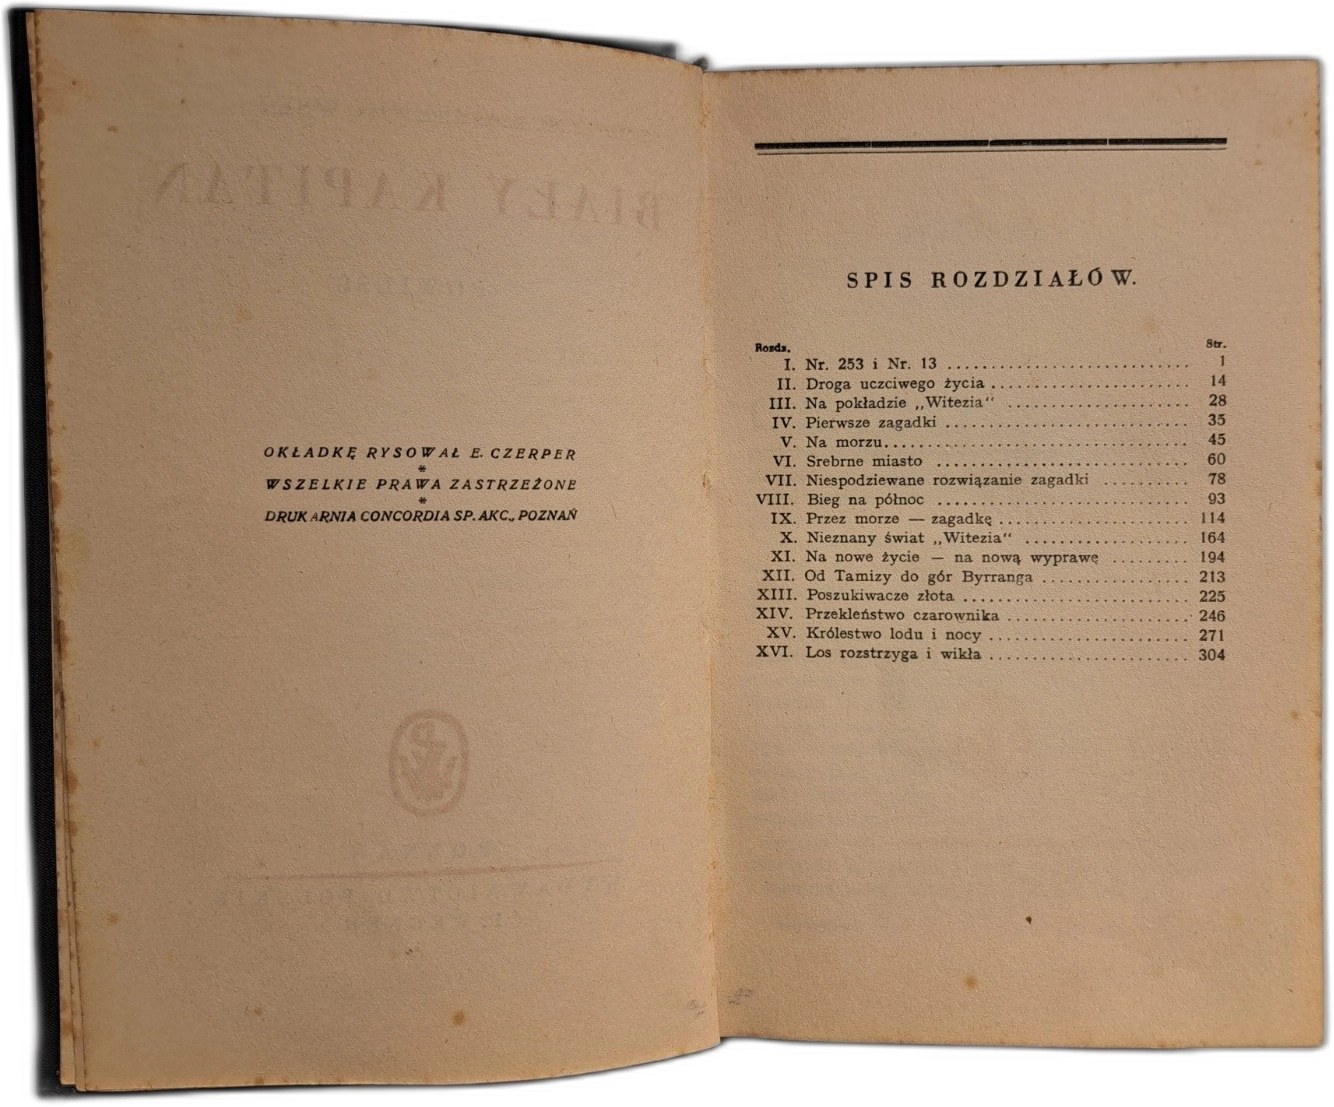 BIAŁY KAPITAN
OKŁADKĘ RYSOWAŁ E. CZERPER
*
WSZELKIE PRAWA ZASTRZEŻONE
*
DRUKARNIA CONCORDIA SP. AKC., POZNAŃ
SPIS ROZDZIAŁÓW.
Rozdz. Str.
I. Nr. 253 i Nr. 13 . . . . . . . . . . . . . . . . . . . . . . . . . . 1
II. Droga uczciwego życia . . . . . . . . . . . . . . . . . . . . . 14
III. Na pokładzie „Witezia“ . . . . . . . . . . . . . . . . . . . . 28
IV. Pierwsze zagadki . . . . . . . . . . . . . . . . . . . . . . . . . . 35
V. Na morzu . . . . . . . . . . . . . . . . . . . . . . . . . . . . . . . . 45
VI. Srebrne miasto . . . . . . . . . . . . . . . . . . . . . . . . . . . 60
VII. Niespodziewane rozwiązanie zagadki . . . . . . . . . . 78
VIII. Bieg na północ . . . . . . . . . . . . . . . . . . . . . . . . . . . 93
IX. Przez morze — zagadkę . . . . . . . . . . . . . . . . . . . . 114
X. Nieznany świat „Witezia“ . . . . . . . . . . . . . . . . . . 164
XI. Na nowe życie — na nową wyprawę . . . . . . . . . 194
XII. Od Tamizy do gór Byrranga . . . . . . . . . . . . . . . . 213
XIII. Poszukiwacze złota . . . . . . . . . . . . . . . . . . . . . . . . 225
XIV. Przekleństwo czarownika . . . . . . . . . . . . . . . . . . . . 246
XV. Królestwo lodu i nocy . . . . . . . . . . . . . . . . . . . . . 271
XVI. Los rozstrzyga i wikła . . . . . . . . . . . . . . . . . . . . . 304